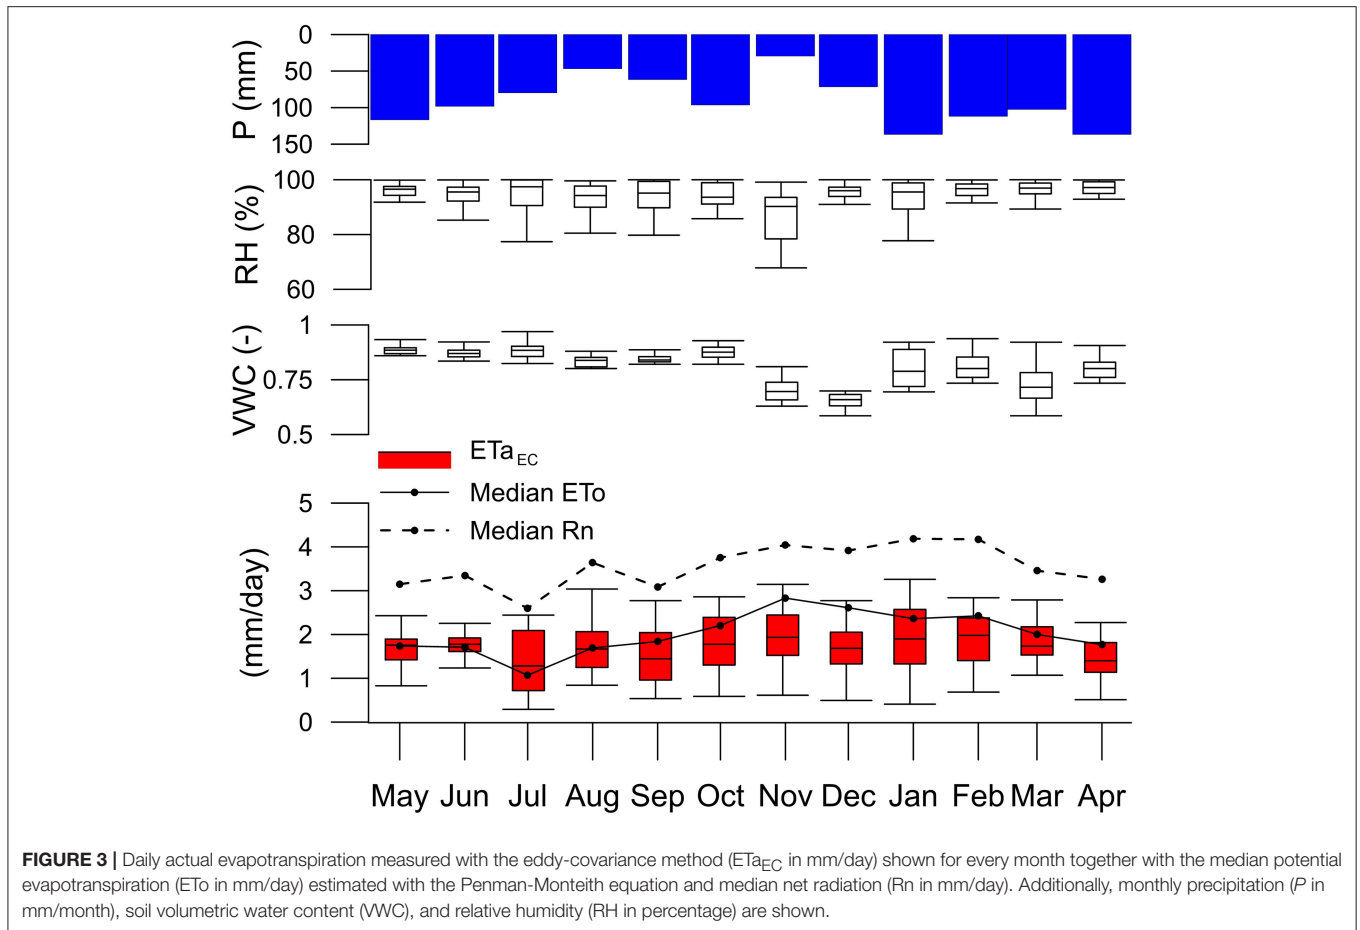 P (mm)
0
50
100
150
RH (%)
100
80
60
VWC (-)
1
0.75
0.5
ETa EC
Median ETo
Median Rn
(mm/day)
5
4
3
2
1
0
May Jun Jul Aug Sep Oct Nov Dec Jan Feb Mar Apr
FIGURE 3 | Daily actual evapotranspiration measured with the eddy-covariance method (ETaEC in mm/day) shown for every month together with the median potential
evapotranspiration (ETo in mm/day) estimated with the Penman-Monteith equation and median net radiation (Rn in mm/day). Additionally, monthly precipitation (P in
mm/month), soil volumetric water content (VWC), and relative humidity (RH in percentage) are shown.